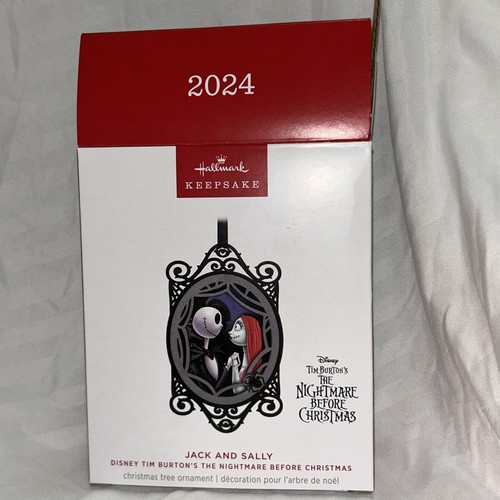 2024
Hallmark
KEEPSAKE
Disney
TIM BURTON'S
THE
NIGHTMARE
BEFORE
CHRISTMAS
JACK AND SALLY
DISNEY TIM BURTON'S THE NIGHTMARE BEFORE CHRISTMAS
christmas tree ornament | décoration pour l'arbre de noël